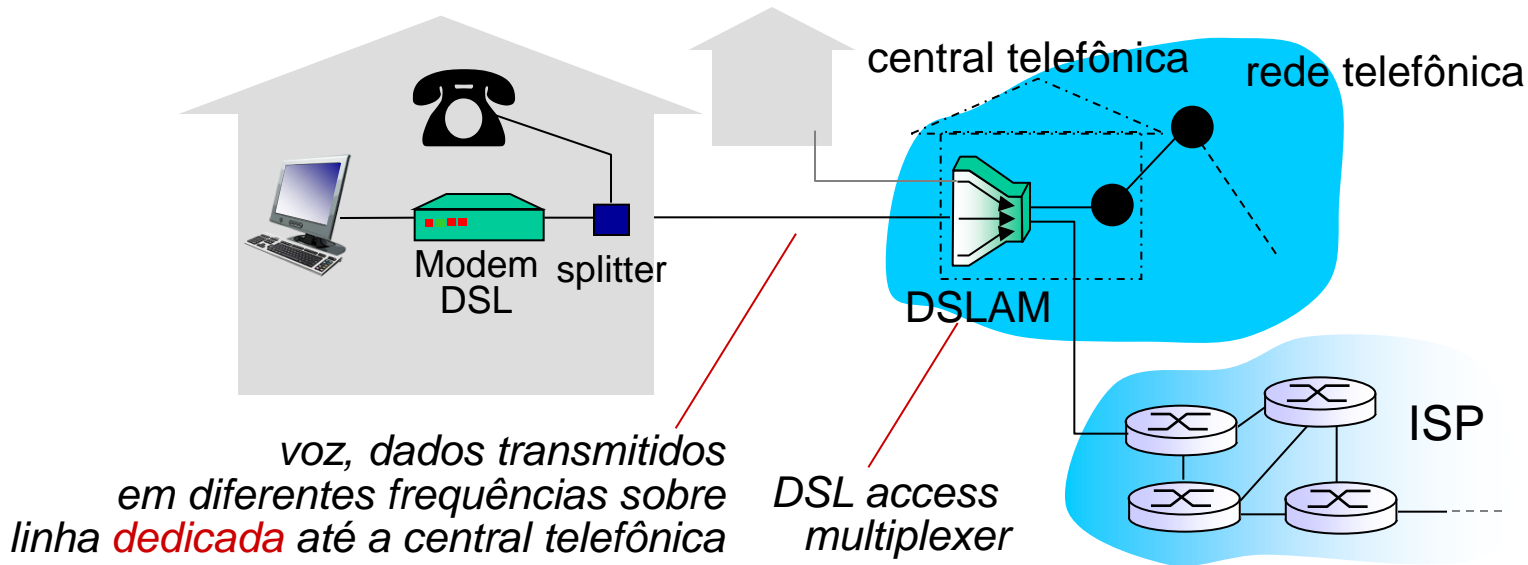 central telefônica
rede telefônica
Modem
DSL
splitter
DSLAM
ISP
voz, dados transmitidos
em diferentes frequências sobre
linha dedicada até a central telefônica
DSL access
multiplexer